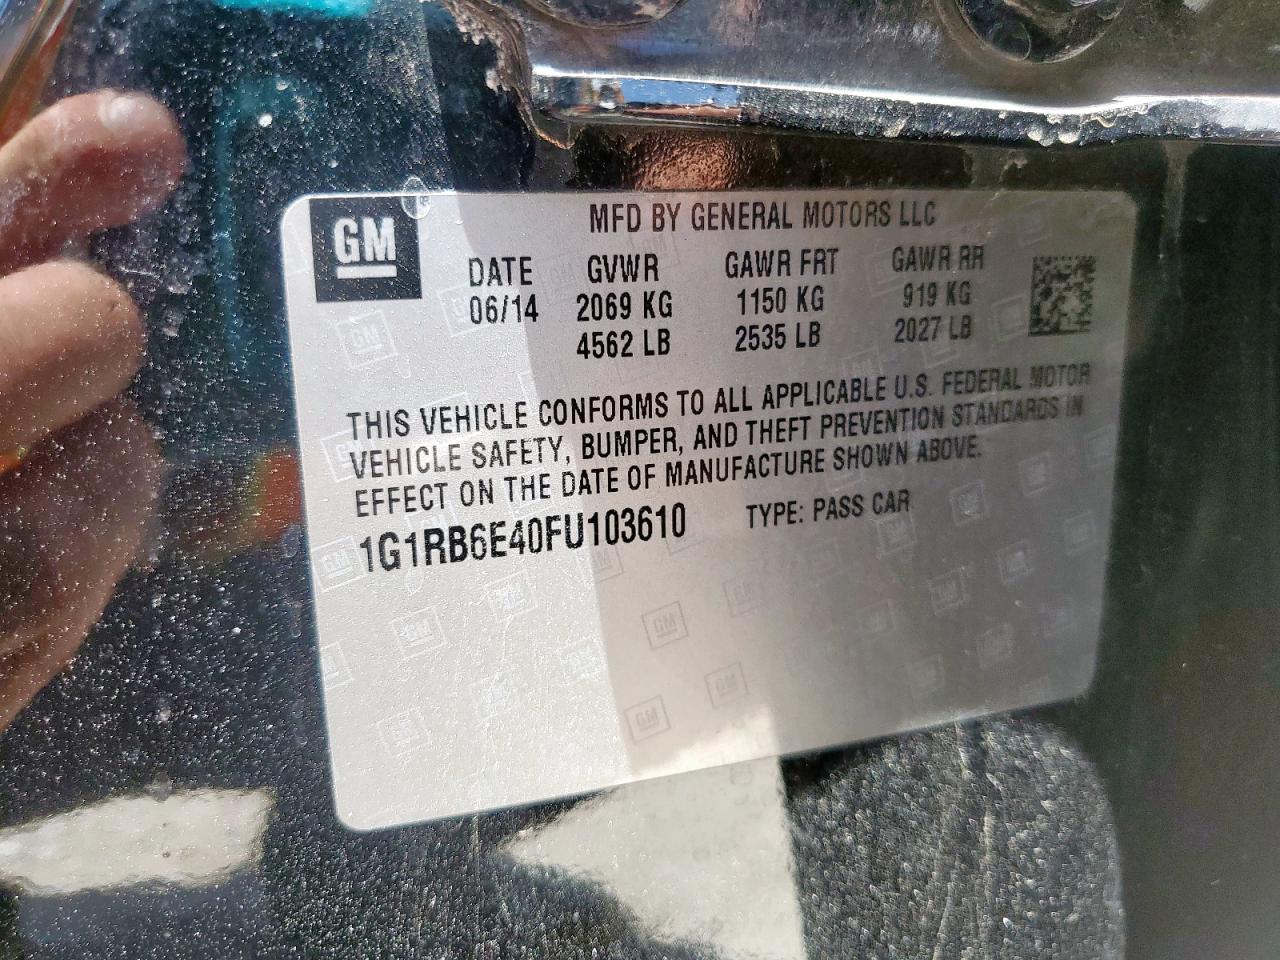 GM
MFD BY GENERAL MOTORS LLC
DATE GVWR GAWR FRT GAWR RR
06/14 2069 KG 1150 KG 919 KG
4562 LB 2535 LB 2027 LB
THIS VEHICLE CONFORMS TO ALL APPLICABLE U.S. FEDERAL MOTOR
VEHICLE SAFETY, BUMPER, AND THEFT PREVENTION STANDARDS IN
EFFECT ON THE DATE OF MANUFACTURE SHOWN ABOVE.
1G1RB6E40FU103610 TYPE: PASS CAR